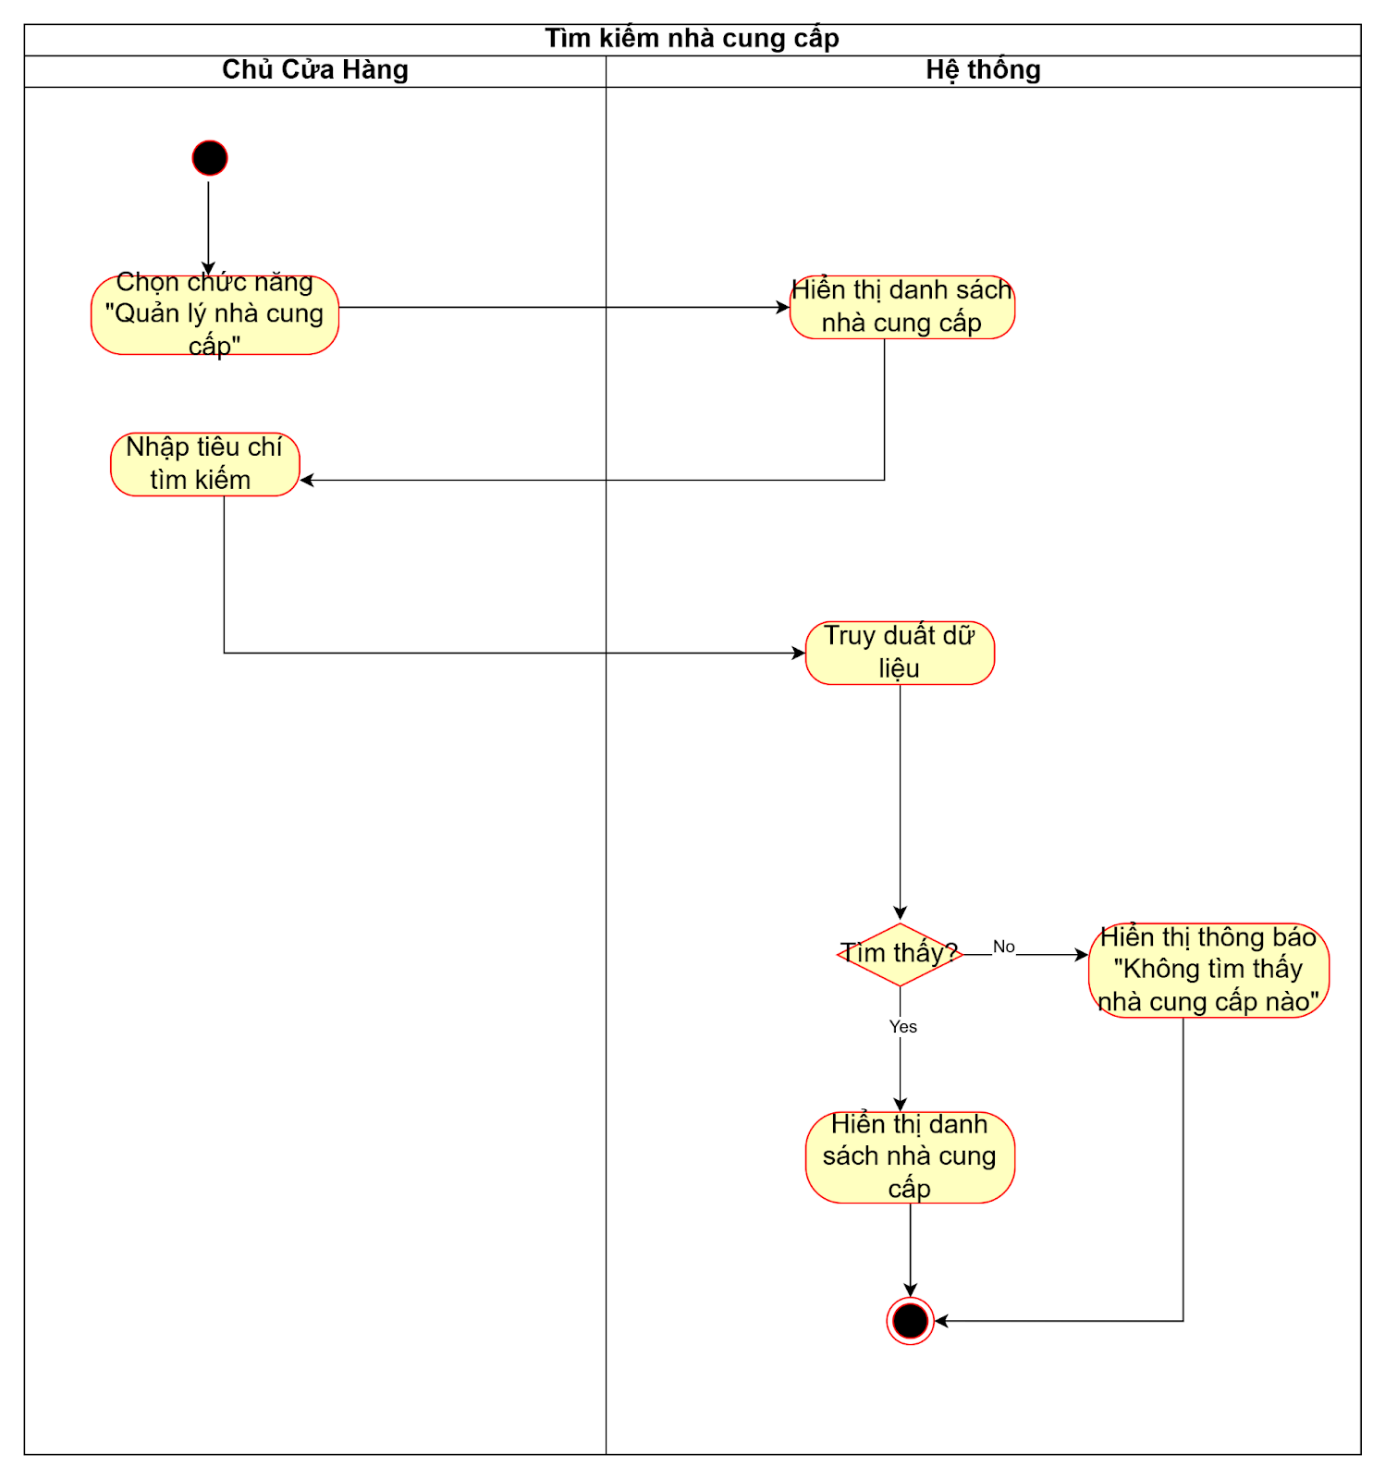 Tìm kiếm nhà cung cấp
Chủ Cửa Hàng
Hệ thống
Chọn chức năng
"Quản lý nhà cung
cấp"
Hiển thị danh sách
nhà cung cấp
Nhập tiêu chí
tìm kiếm
Truy duất dữ
liệu
Tìm thấy?
No
Hiển thị thông báo
"Không tìm thấy
nhà cung cấp nào"
Yes
Hiển thị danh
sách nhà cung
cấp